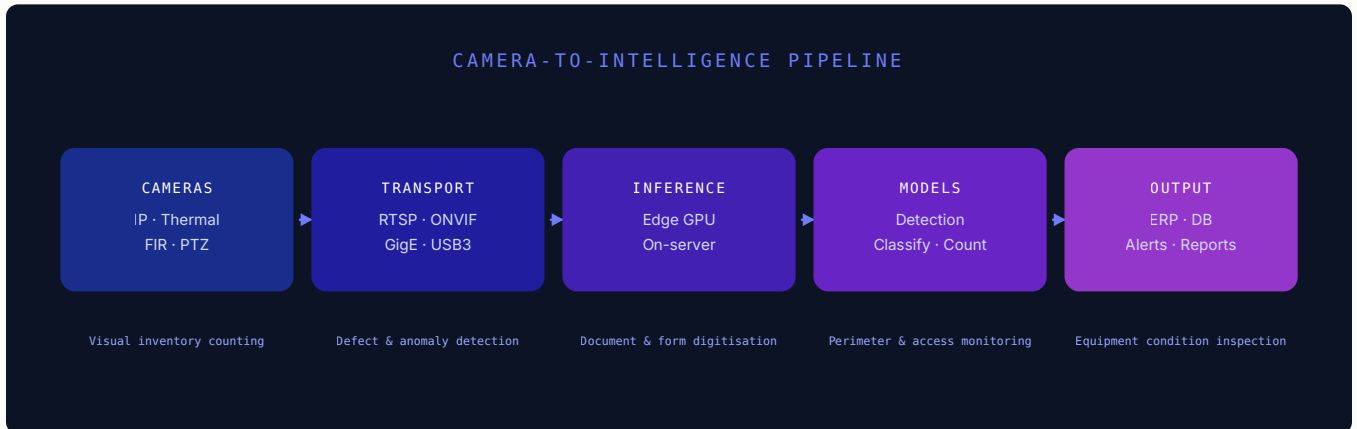 CAMERA-TO-INTELLIGENCE PIPELINE
CAMERAS
IP · Thermal
FIR · PTZ
TRANSPORT
RTSP · ONVIF
GigE · USB3
INFERENCE
Edge GPU
On-server
MODELS
Detection
Classify · Count
OUTPUT
ERP · DB
Alerts · Reports
Visual inventory counting
Defect & anomaly detection
Document & form digitisation
Perimeter & access monitoring
Equipment condition inspection